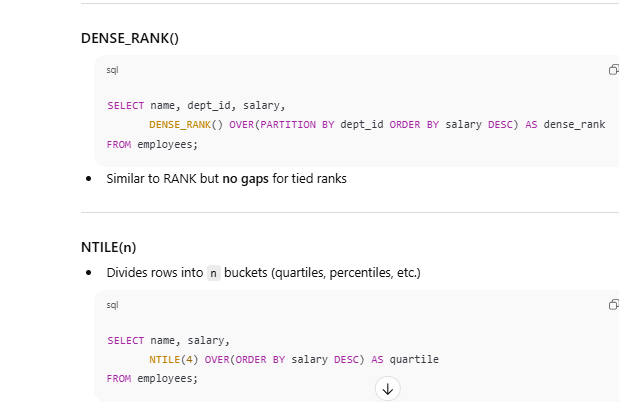 DENSE_RANK()
sql
SELECT name, dept_id, salary,
DENSE_RANK() OVER(PARTITION BY dept_id ORDER BY salary DESC) AS dense_rank
FROM employees;
• Similar to RANK but no gaps for tied ranks
NTILE(n)
• Divides rows into n buckets (quartiles, percentiles, etc.)
sql
SELECT name, salary,
NTILE(4) OVER(ORDER BY salary DESC) AS quartile
FROM employees;